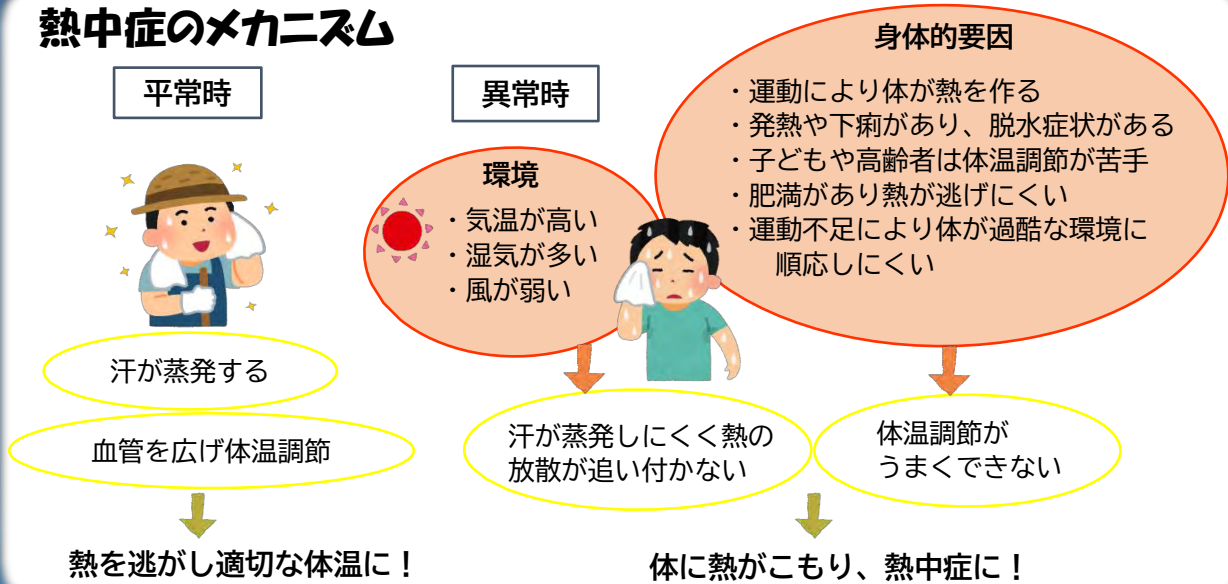 熱中症のメカニズム
平常時
汗が蒸発する
血管を広げ体温調節
熱を逃がし適切な体温に！
異常時
環境
・気温が高い
・湿気が多い
・風が弱い
身体的要因
・運動により体が熱を作る
・発熱や下痢があり、脱水症状がある
・子どもや高齢者は体温調節が苦手
・肥満があり熱が逃げにくい
・運動不足により体が過酷な環境に
順応しにくい
汗が蒸発しにくく熱の
放散が追い付かない
体温調節が
うまくできない
体に熱がこもり、熱中症に！